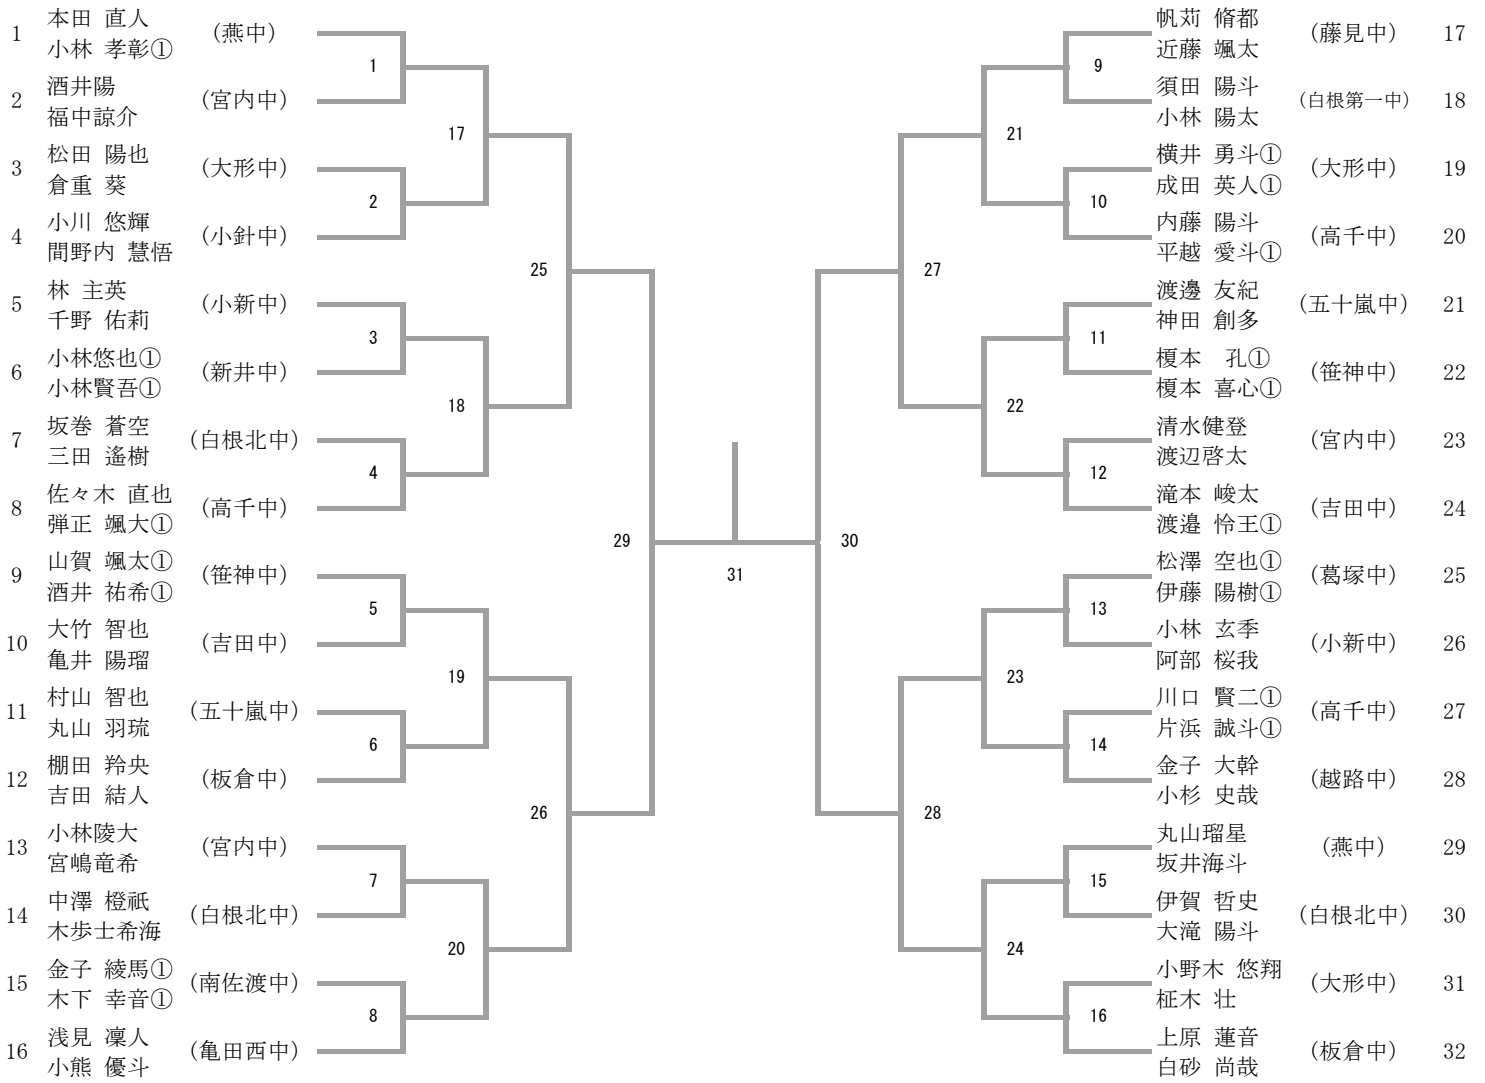 1 本田 直人 (燕中)
小林 孝彰①
2 酒井陽 (宮内中)
福中諒介
3 松田 陽也 (大形中)
倉重 葵
4 小川 悠輝 (小針中)
間野内 慧悟
5 林 主英 (小新中)
千野 佑莉
6 小林悠也① (新井中)
小林賢吾①
7 坂巻 蒼空 (白根北中)
三田 遙樹
8 佐々木 直也 (高千中)
弾正 颯大①
9 山賀 颯太① (笹神中)
酒井 祐希①
10 大竹 智也 (吉田中)
亀井 陽瑠
11 村山 智也 (五十嵐中)
丸山 羽琉
12 棚田 羚央 (板倉中)
吉田 結人
13 小林陵大 (宮内中)
宮嶋竜希
14 中澤 橙祇 (白根北中)
木歩士希海
15 金子 綾馬① (南佐渡中)
木下 幸音①
16 浅見 凜人 (亀田西中)
小熊 優斗
1
2
3
4
5
6
7
8
17
18
19
20
25
26
29
31
30
27
28
21
22
23
24
9
10
11
12
13
14
15
16
帆苅 脩都 (藤見中) 17
近藤 颯太
須田 陽斗 (白根第一中) 18
小林 陽太
横井 勇斗① (大形中) 19
成田 英人①
内藤 陽斗 (高千中) 20
平越 愛斗①
渡邊 友紀 (五十嵐中) 21
神田 創多
榎本 孔① (笹神中) 22
榎本 喜心①
清水健登 (宮内中) 23
渡辺啓太
滝本 峻太 (吉田中) 24
渡邉 怜王①
松澤 空也① (葛塚中) 25
伊藤 陽樹①
小林 玄季 (小新中) 26
阿部 桜我
川口 賢二① (高千中) 27
片浜 誠斗①
金子 大幹 (越路中) 28
小杉 史哉
丸山瑠星 (燕中) 29
坂井海斗
伊賀 哲史 (白根北中) 30
大滝 陽斗
小野木 悠翔 (大形中) 31
柾木 壮
上原 蓮音 (板倉中) 32
白砂 尚哉